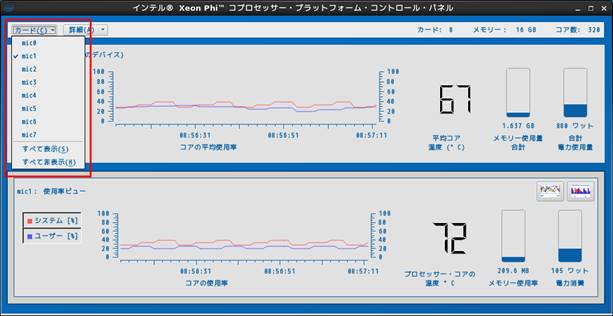 インテル® Xeon Phi™ コプロセッサー・プラットフォーム・コントロール・パネル
カード(C) 詳細(A) カード: 8 メモリー: 16 GB コア数: 320
mic0
mic1
mic2
mic3
mic4
mic5
mic6
mic7
すべて表示(S)
すべて非表示(H)
のデバイス)
100
80
60
40
20
0
100
80
60
40
20
0
08:56:31 08:56:51 08:57:11
コアの平均使用率
67
平均コア
温度 (° C)
1.637 GB
メモリー使用量
合計
880 ワット
合計
電力使用量
mic1: 使用率ビュー
システム [%]
ユーザー [%]
100
80
60
40
20
0
100
80
60
40
20
0
08:56:31 08:56:51 08:57:11
コアの使用率
72
プロセッサー・コアの
温度 ° C
209.6 MB
メモリー使用率
105 ワット
電力消費